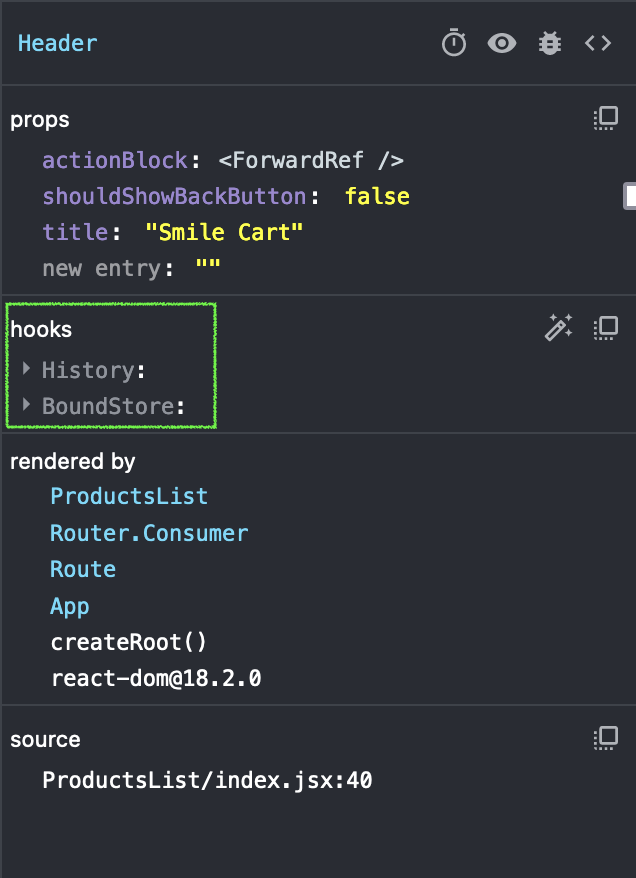 Header
props
actionBlock: <ForwardRef />
shouldShowBackButton: false
title: "Smile Cart"
new entry: ""
hooks
History:
BoundStore:
rendered by
ProductsList
Router.Consumer
Route
App
createRoot()
react-dom@18.2.0
source
ProductsList/index.jsx:40